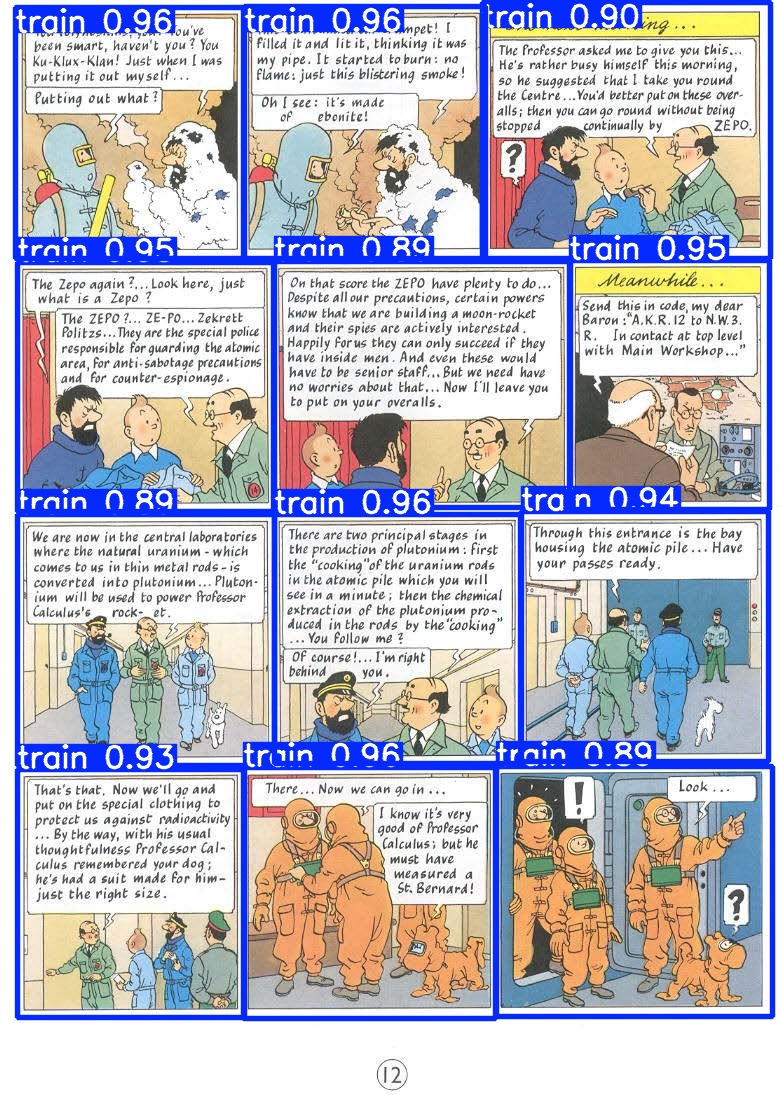 train 0.96
been smart, haven't you? You
Ku-Klux-Klan! Just when I was
putting it out myself...
Putting out what?
train 0.96
filled it and lit it, thinking it was
my pipe. It started to burn: no
flame: just this blistering smoke!
Oh I see: it's made
of ebonite!
train 0.90
The Professor asked me to give you this...
He's rather busy himself this morning,
so he suggested that I take you round
the Centre... You'd better put on these over-
alls; then you can go round without being
stopped continually by ZEPO.
?
train 0.95
The Zepo again?... Look here, just
what is a Zepo?
The ZEPO?... ZE-PO... Zekrett
Politzs... They are the special police
responsible for guarding the atomic
area, for anti-sabotage precautions
and for counter-espionage.
14
train 0.89
On that score the ZEPO have plenty to do...
Despite all our precautions, certain powers
know that we are building a moon-rocket
and their spies are actively interested.
Happily for us they can only succeed if they
have inside men. And even these would
have to be senior staff... But we need have
no worries about that... Now I'll leave you
to put on your overalls.
train 0.95
Meanwhile...
Send this in code, my dear
Baron: "A.K.R. 12 to N.W. 3.
R. In contact at top level
with Main Workshop..."
train 0.89
We are now in the central laboratories
where the natural uranium - which
comes to us in thin metal rods - is
converted into plutonium... Pluton-
ium will be used to power Professor
Calculus's rock- et.
train 0.96
There are two principal stages in
the production of plutonium: first
the "cooking" of the uranium rods
in the atomic pile which you will
see in a minute; then the chemical
extraction of the plutonium pro-
duced in the rods by the "cooking"
... You follow me?
Of course!... I'm right
behind you.
train 0.94
Through this entrance is the bay
housing the atomic pile... Have
your passes ready.
train 0.93
That's that. Now we'll go and
put on the special clothing to
protect us against radioactivity
... By the way, with his usual
thoughtfulness Professor Cal-
culus remembered your dog;
he's had a suit made for him-
just the right size.
train 0.96
There... Now we can go in...
I know it's very
good of Professor
Calculus; but he
must have
measured a
St. Bernard!
train 0.89
!
Look...
?
12